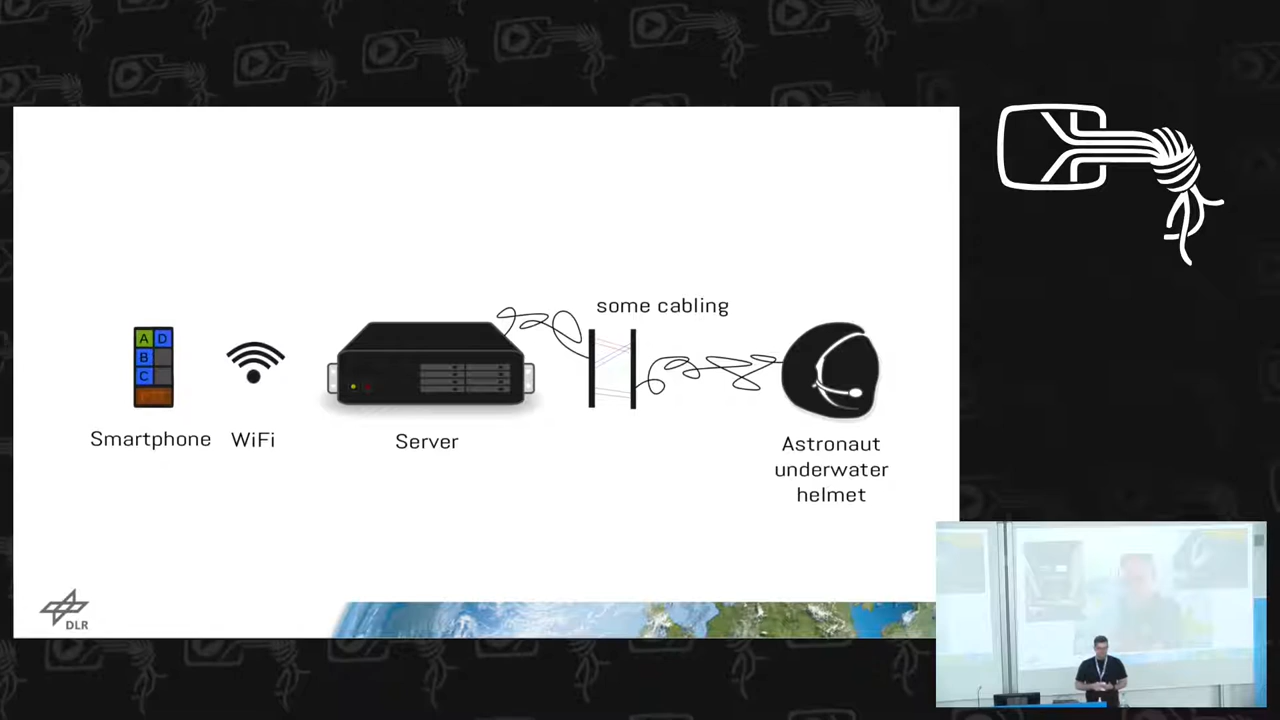 some cabling
A D
B
C
Smartphone
WiFi
Server
Astronaut
underwater
helmet
DLR